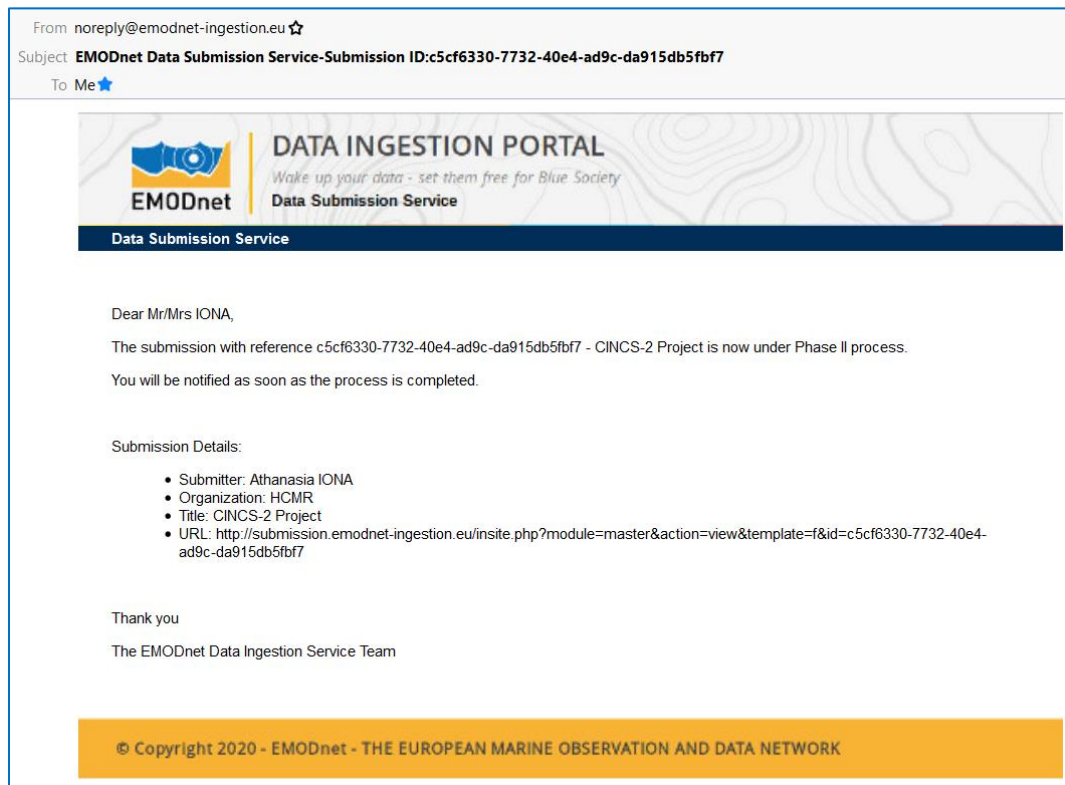 From noreply@emodnet-ingestion.eu
Subject EMODnet Data Submission Service-Submission ID:c5cf6330-7732-40e4-ad9c-da915db5fbf7
To Me
EMODnet
DATA INGESTION PORTAL
Wake up your data - set them free for Blue Society
Data Submission Service
Data Submission Service
Dear Mr/Mrs IONA,
The submission with reference c5cf6330-7732-40e4-ad9c-da915db5fbf7 - CINCS-2 Project is now under Phase II process.
You will be notified as soon as the process is completed.
Submission Details:
• Submitter: Athanasia IONA
• Organization: HCMR
• Title: CINCS-2 Project
• URL: http://submission.emodnet-ingestion.eu/insite.php?module=master&action=view&template=f&id=c5cf6330-7732-40e4-
ad9c-da915db5fbf7
Thank you
The EMODnet Data Ingestion Service Team
© Copyright 2020 - EMODnet - THE EUROPEAN MARINE OBSERVATION AND DATA NETWORK